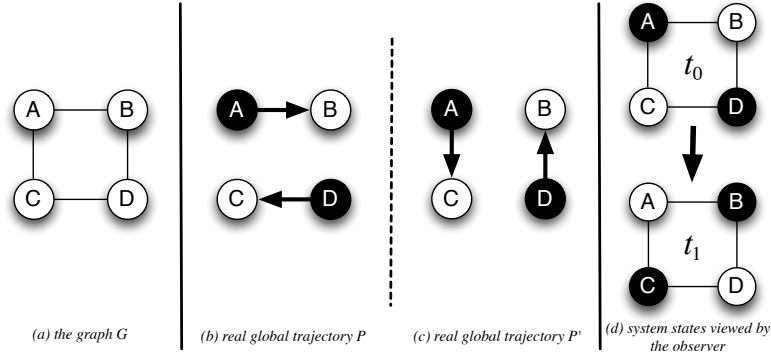 A B
C D
(a) the graph G
A B
C D
(b) real global trajectory P
A B
C D
(c) real global trajectory P'
A B
t0
C D
A B
t1
C D
(d) system states viewed by
the observer